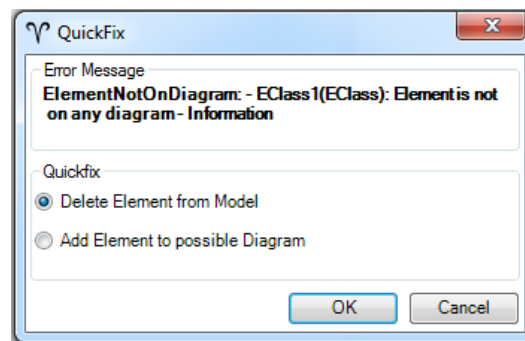 QuickFix
Error Message
ElementNotOnDiagram: - EClass1(EClass): Element is not
on any diagram - Information
Quickfix
Delete Element from Model
Add Element to possible Diagram
OK
Cancel